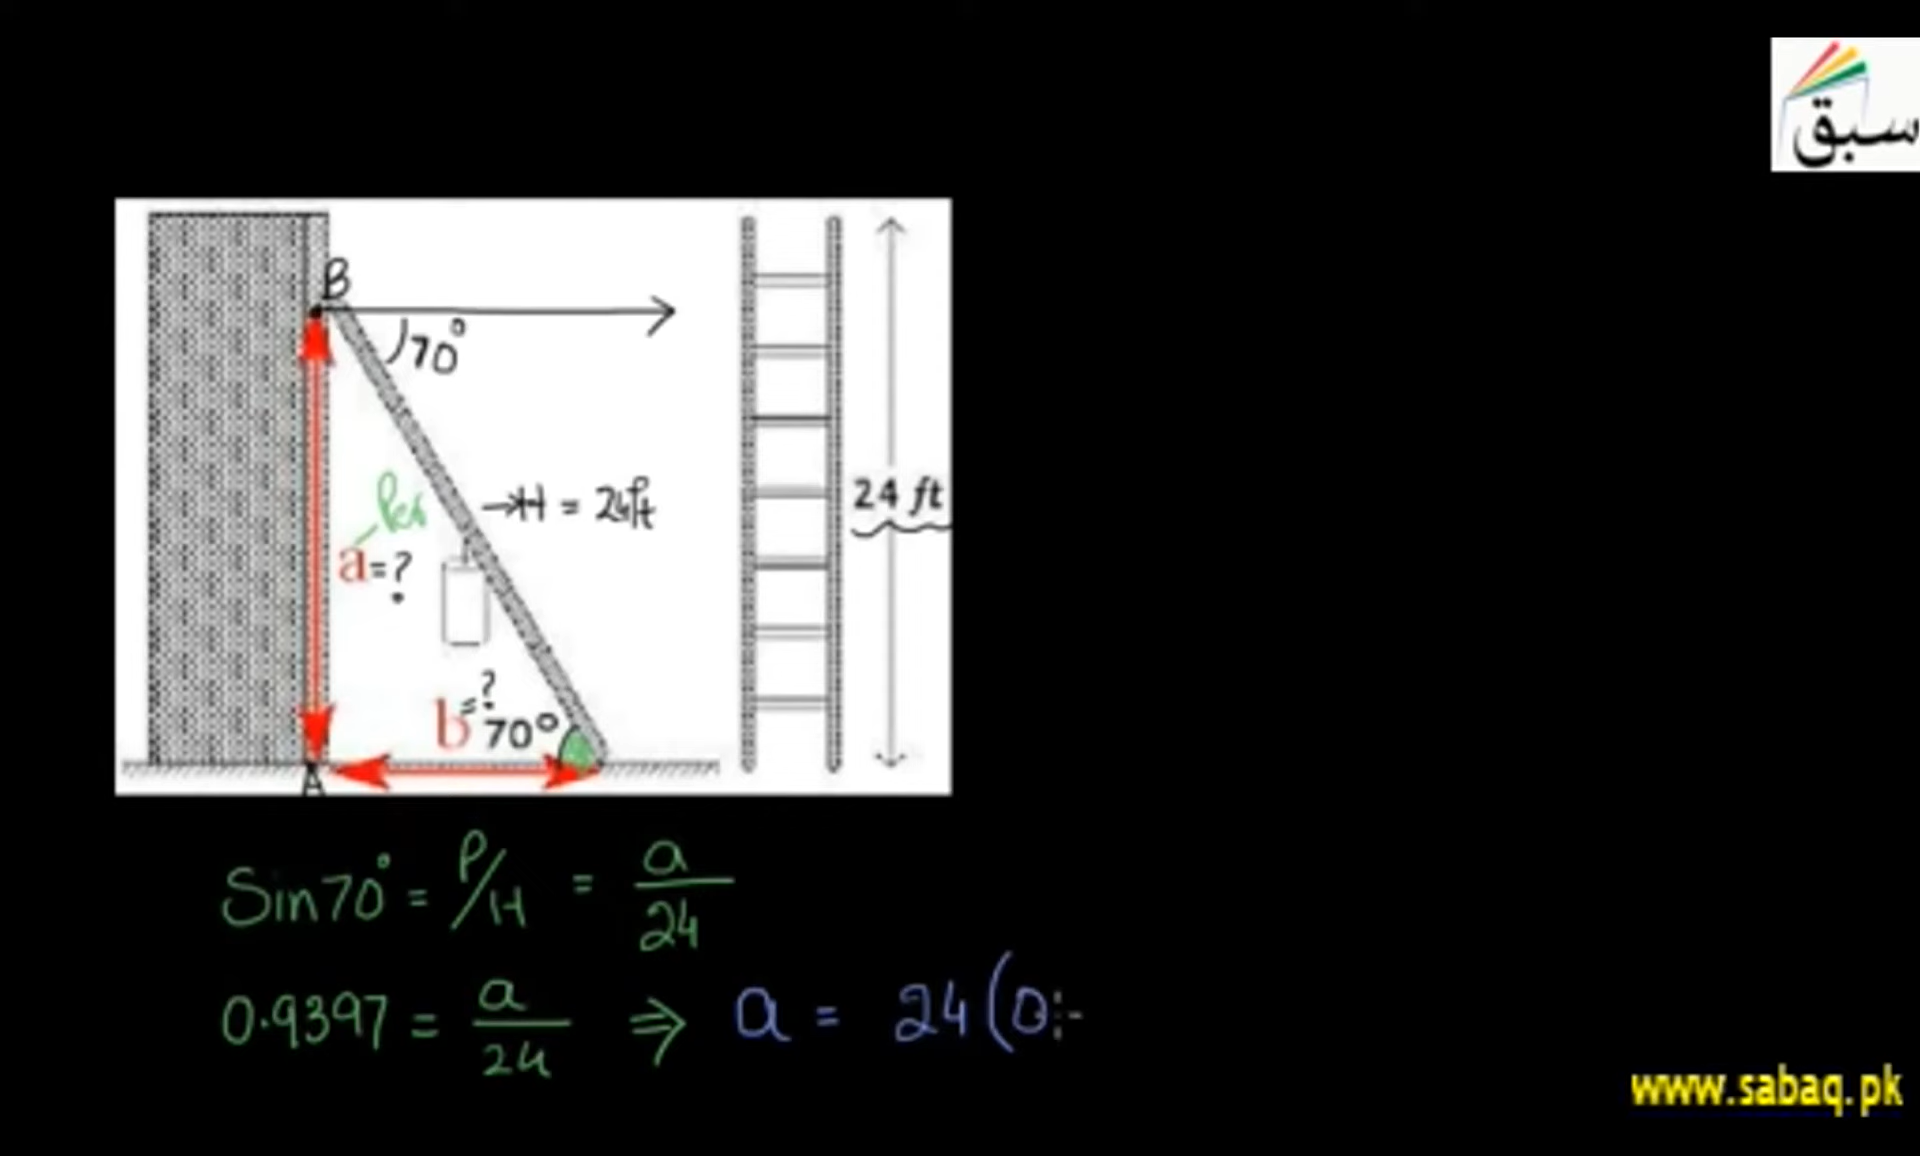 سبق
B
70°
Per
→H = 24ft
24 ft
a=?
b=?
70°
A
Sin70° = P/H = a/24
0.9397 = a/24 ⇒ a = 24(0.
www.sabaq.pk